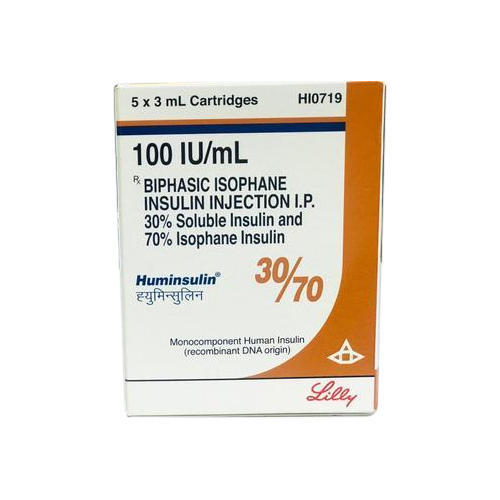 5 x 3 mL Cartridges HI0719
100 IU/mL
Rx BIPHASIC ISOPHANE
INSULIN INJECTION I.P.
30% Soluble Insulin and
70% Isophane Insulin
Huminsulin® 30/70
ह्युमिन्सुलिन
Monocomponent Human Insulin
(recombinant DNA origin)
Lilly